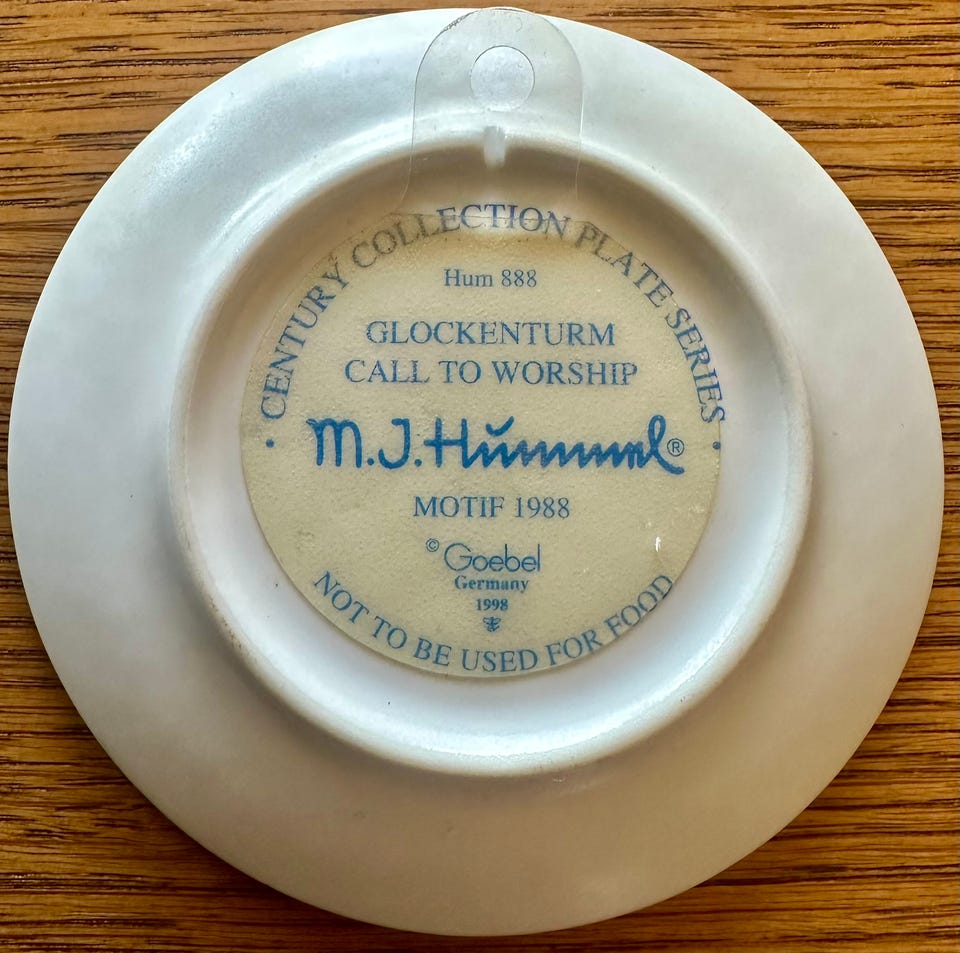 CENTURY COLLECTION PLATE SERIES
Hum 888
GLOCKENTURM
CALL TO WORSHIP
M.J.Hummel®
MOTIF 1988
© Goebel
Germany
1998
NOT TO BE USED FOR FOOD